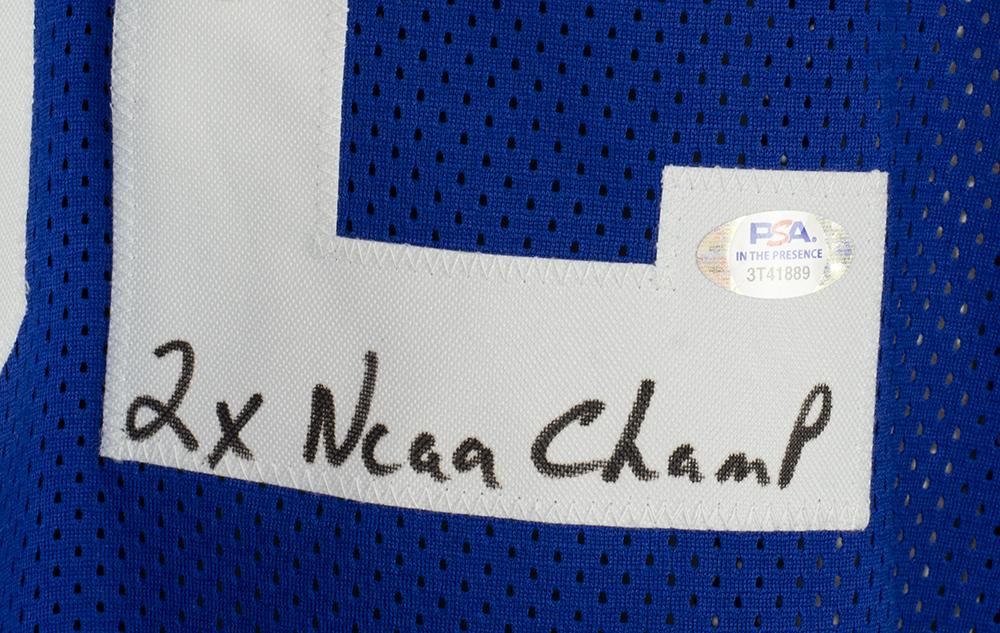 PSA.
IN THE PRESENCE
3T41889
2x Ncaa Champ